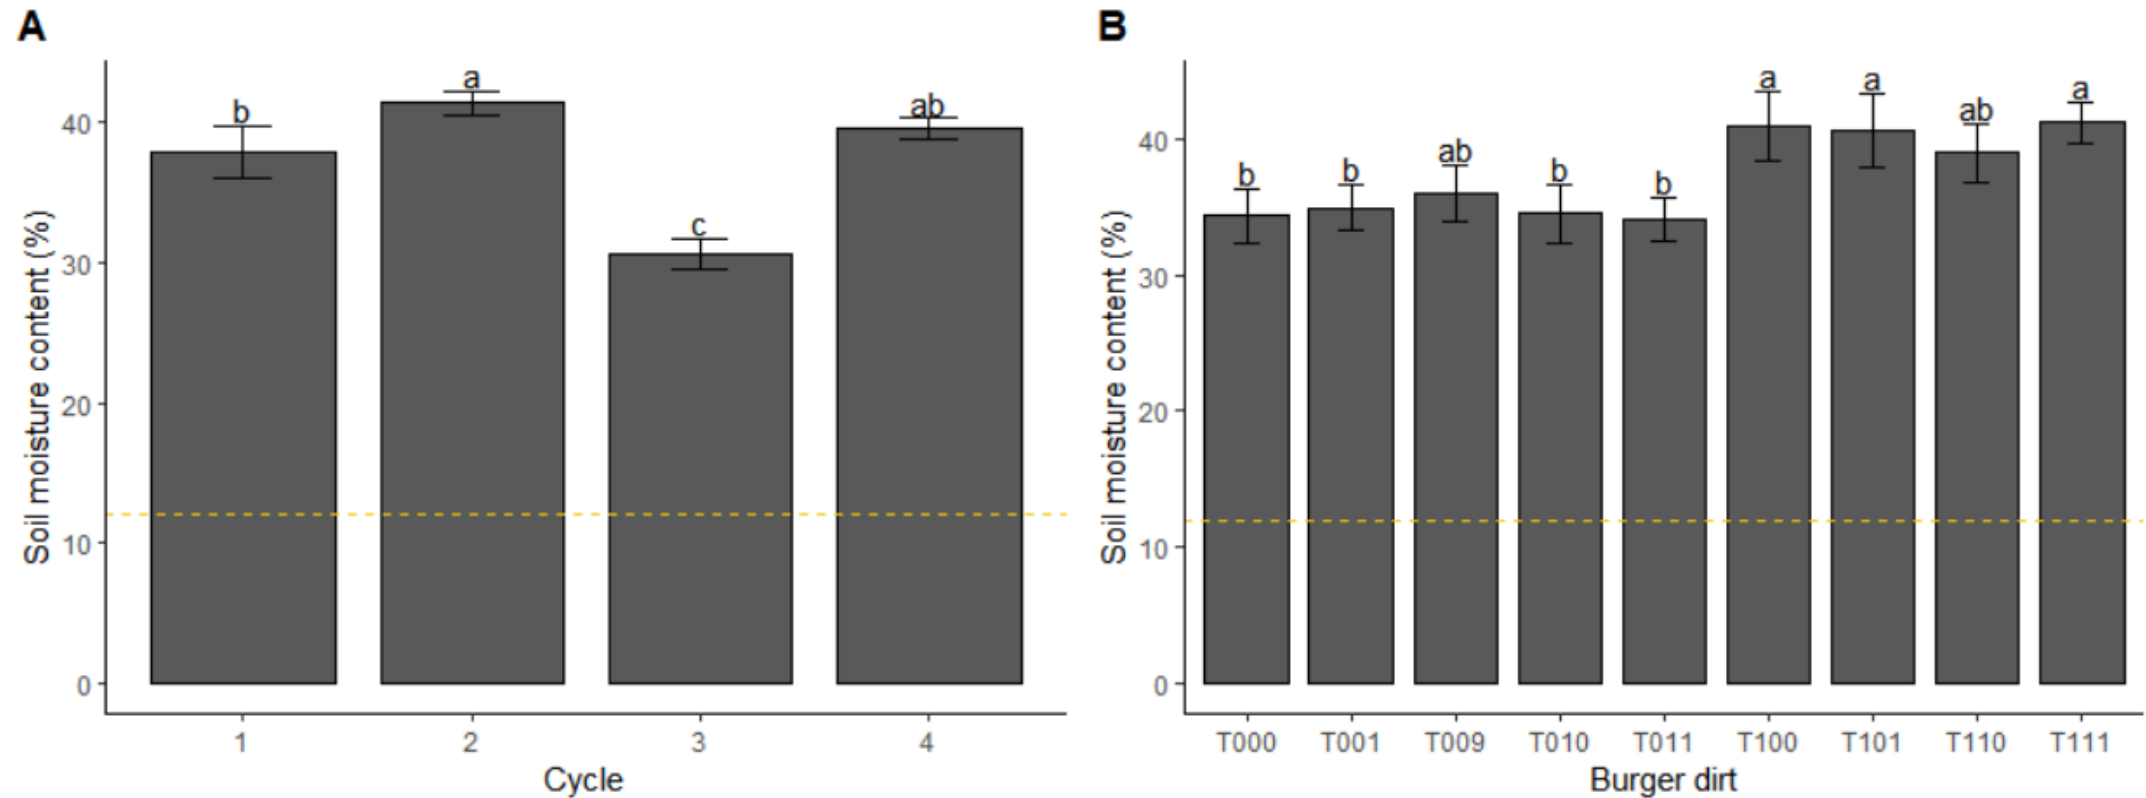 A
Soil moisture content (%)
40
30
20
10
0
b
a
c
ab
1 2 3 4
Cycle
B
Soil moisture content (%)
40
30
20
10
0
b b ab b b a a ab a
T000 T001 T009 T010 T011 T100 T101 T110 T111
Burger dirt